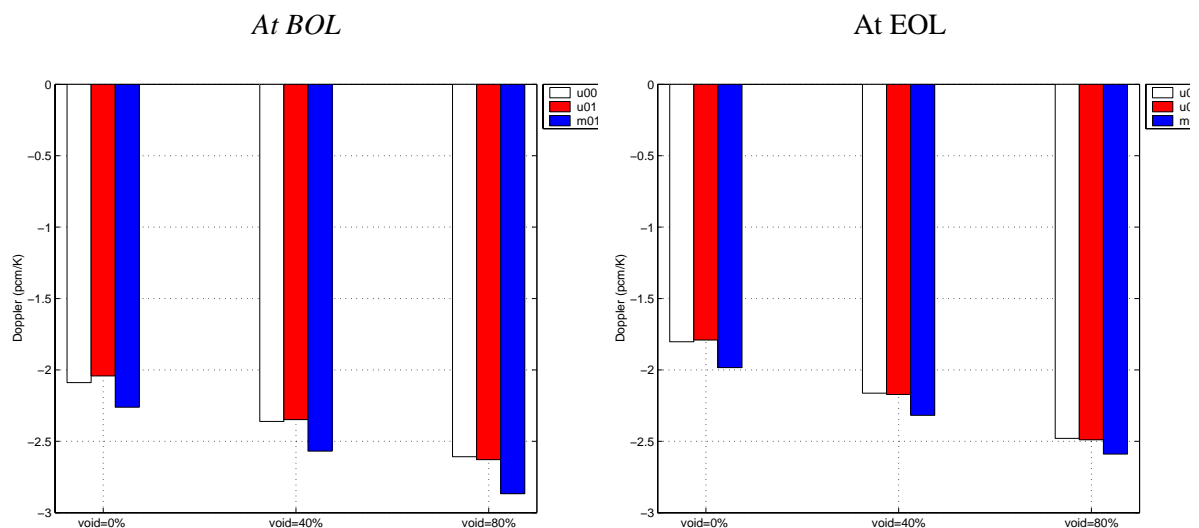 At BOL
At EOL
0
−0.5
−1
−1.5
−2
−2.5
−3
Doppler (pcm/K)
void=0%
void=40%
void=80%
u00
u01
m01
0
−0.5
−1
−1.5
−2
−2.5
−3
Doppler (pcm/K)
void=0%
void=40%
void=80%
u0
u0
m